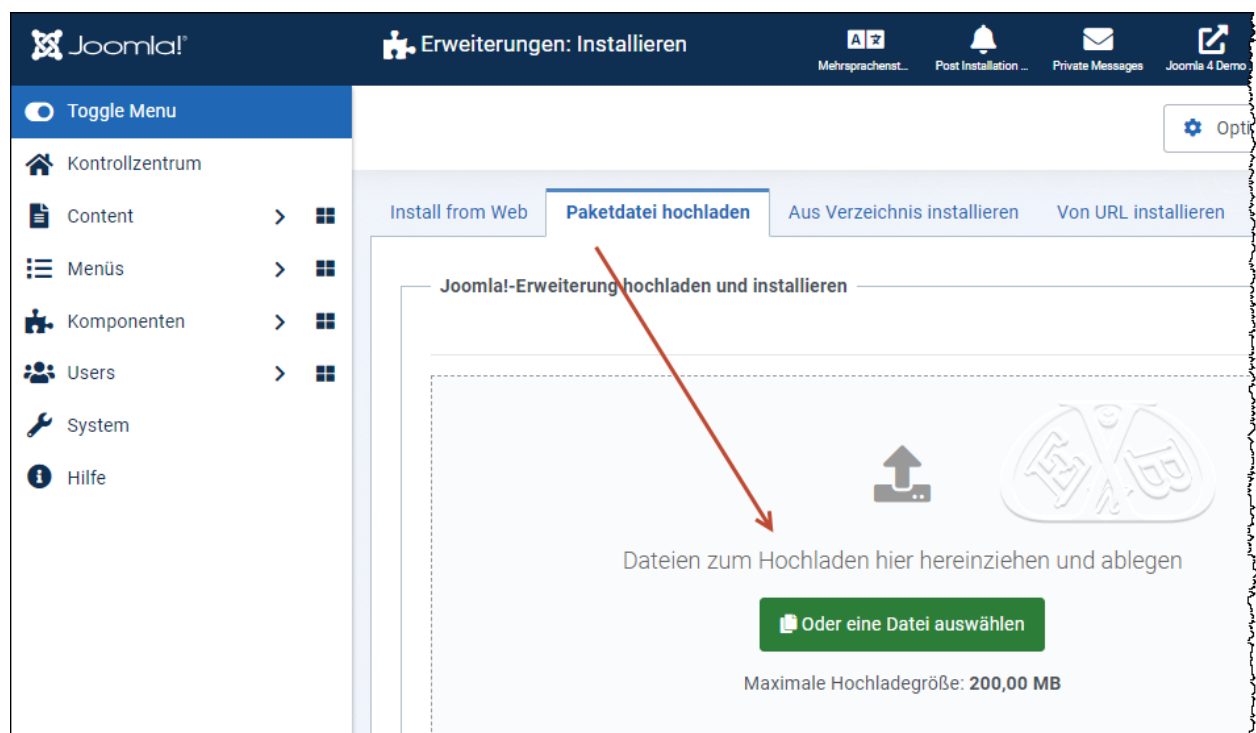 Joomla!®
Erweiterungen: Installieren
Mehrsprachenst...
Post Installation ...
Private Messages
Joomla 4 Demo
Toggle Menu
Kontrollzentrum
Content
Menüs
Komponenten
Users
System
Hilfe
Opti
Install from Web
Paketdatei hochladen
Aus Verzeichnis installieren
Von URL installieren
Joomla!-Erweiterung hochladen und installieren
Dateien zum Hochladen hier hereinziehen und ablegen
Oder eine Datei auswählen
Maximale Hochladegröße: 200,00 MB